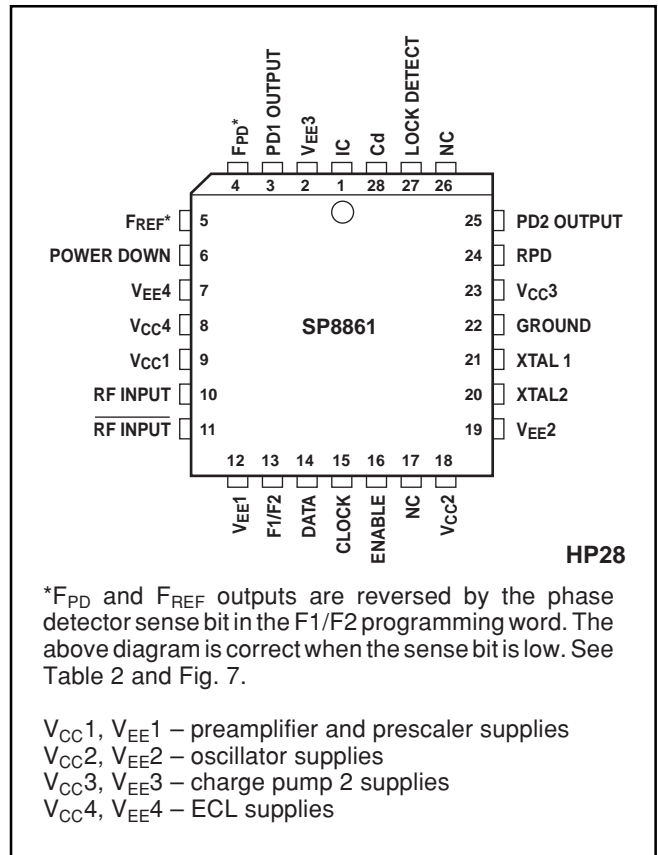 FPD*
PD1 OUTPUT
VEE3
IC
Cd
LOCK DETECT
NC
4 3 2 1 28 27 26
FREF* 5
POWER DOWN 6
VEE4 7
VCC4 8
VCC1 9
RF INPUT 10
RF INPUT 11
SP8861
25 PD2 OUTPUT
24 RPD
23 VCC3
22 GROUND
21 XTAL 1
20 XTAL2
19 VEE2
12 13 14 15 16 17 18
VEE1
F1/F2
DATA
CLOCK
ENABLE
NC
VCC2
HP28
*FPD and FREF outputs are reversed by the phase
detector sense bit in the F1/F2 programming word. The
above diagram is correct when the sense bit is low. See
Table 2 and Fig. 7.
VCC1, VEE1 – preamplifier and prescaler supplies
VCC2, VEE2 – oscillator supplies
VCC3, VEE3 – charge pump 2 supplies
VCC4, VEE4 – ECL supplies